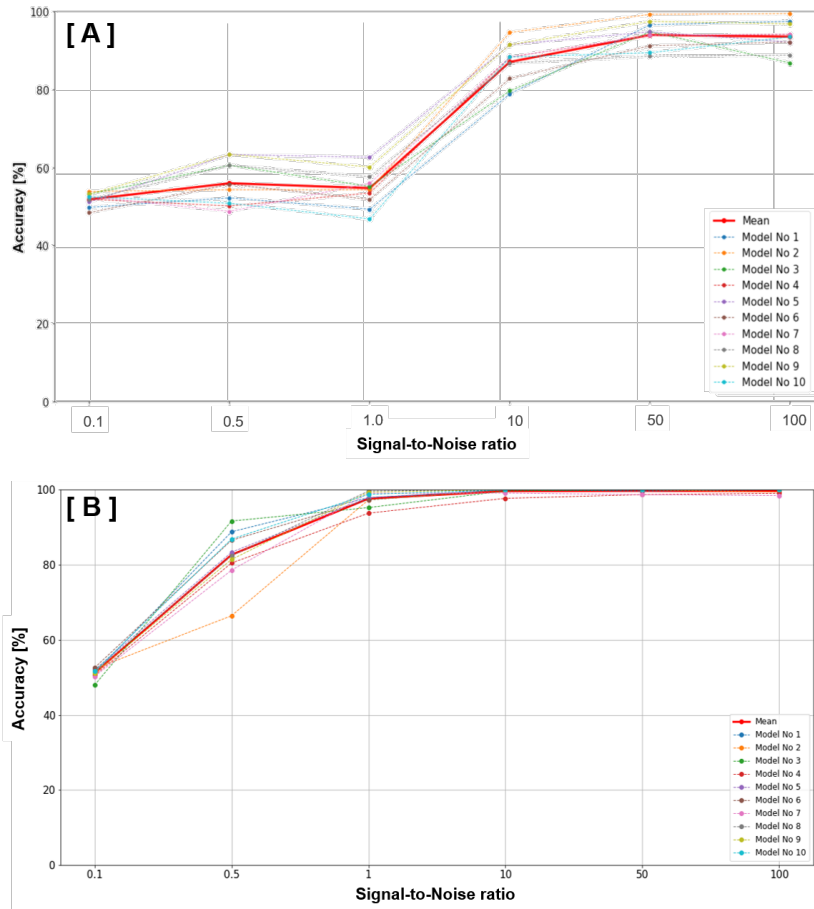 [ A ]
100
80
60
40
20
0
Accuracy [%]
Mean
Model No 1
Model No 2
Model No 3
Model No 4
Model No 5
Model No 6
Model No 7
Model No 8
Model No 9
Model No 10
0.1 0.5 1.0 10 50 100
Signal-to-Noise ratio
[ B ]
100
80
60
40
20
0
Accuracy [%]
Mean
Model No 1
Model No 2
Model No 3
Model No 4
Model No 5
Model No 6
Model No 7
Model No 8
Model No 9
Model No 10
0.1 0.5 1 10 50 100
Signal-to-Noise ratio